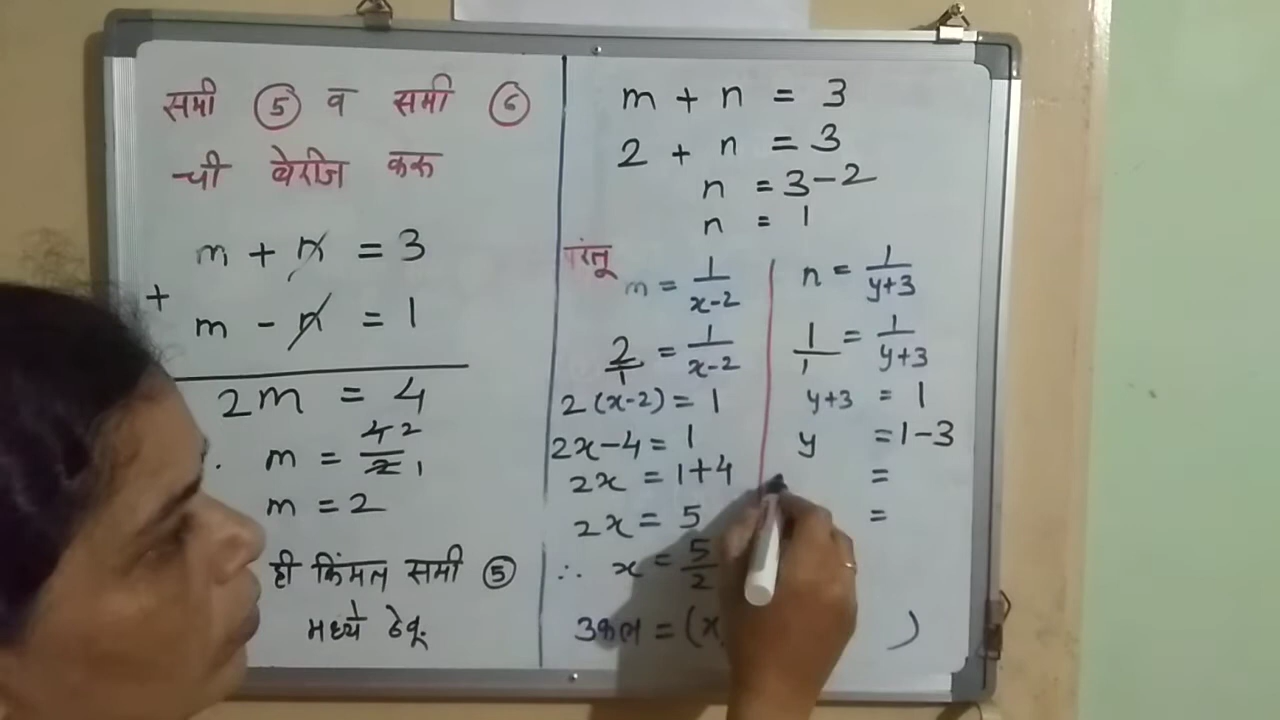 समी ⑤ व समी ⑥
ची बेरीज करू
m + n = 3
+
m - n = 1
2m = 4
. m = 4 2 / 2 1
m = 2
ही किंमत समी ⑤
मध्ये ठेवू.
m + n = 3
2 + n = 3
n = 3 - 2
n = 1
परंतू
m = 1/(x-2)
2/1 = 1/(x-2)
2(x-2) = 1
2x-4 = 1
2x = 1+4
2x = 5
∴ x = 5/2
उकल = (x, )
n = 1/(y+3)
1/1 = 1/(y+3)
y+3 = 1
y = 1-3
=
=